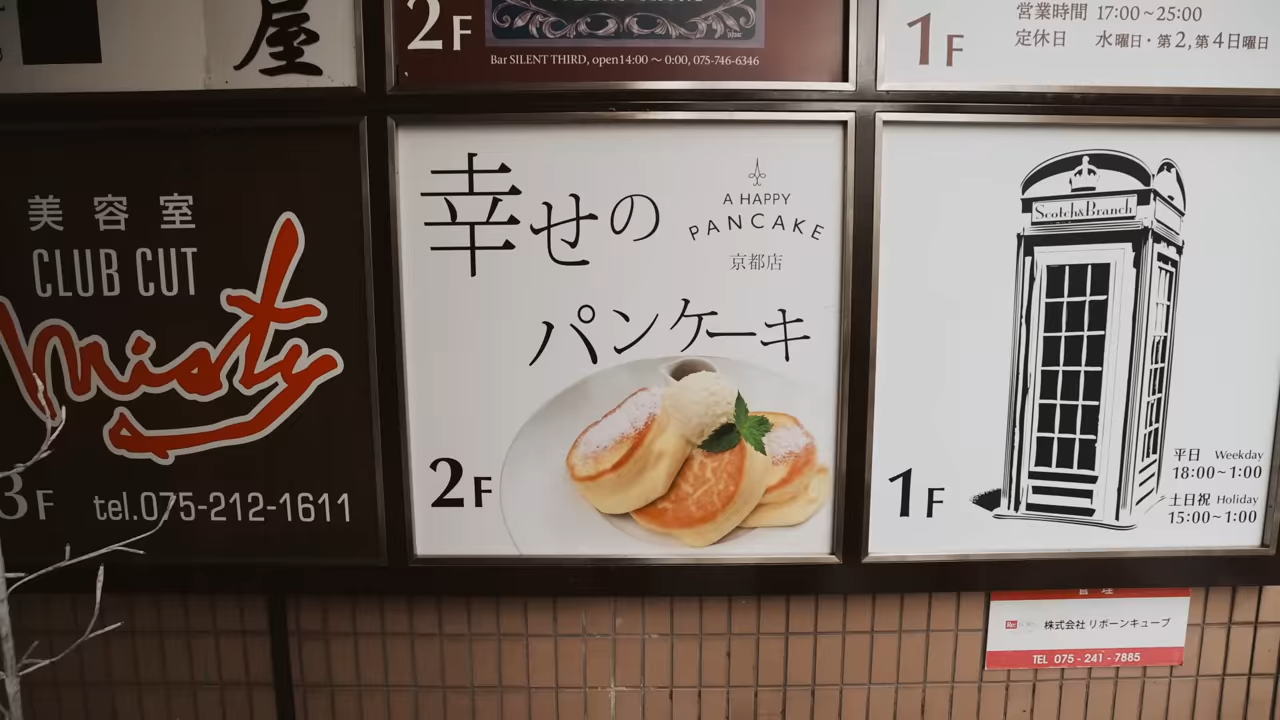 屋
2F
Bar SILENT THIRD, open14:00 ～ 0:00, 075-746-6346
1F
営業時間 17:00～25:00
定休日 水曜日・第2,第4日曜日
美容室
CLUB CUT
misty
3F
tel.075-212-1611
幸せの
パンケーキ
A HAPPY
PANCAKE
京都店
2F
Scotch&Branch
1F
平日 Weekday
18:00~1:00
土日祝 Holiday
15:00~1:00
管理
Re:
株式会社 リボーンキューブ
TEL 075-241-7885